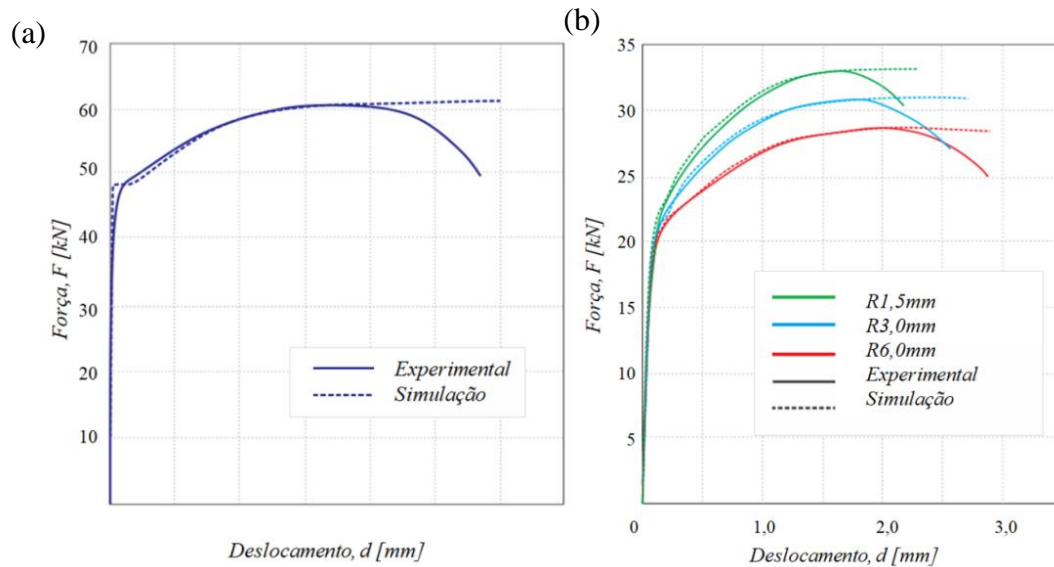 (a)
70
60
50
40
30
20
10
Força, F [kN]
Experimental
Simulação
Deslocamento, d [mm]
(b)
35
30
25
20
15
10
5
Força, F [kN]
R1,5mm
R3,0mm
R6,0mm
Experimental
Simulação
0 1,0 2,0 3,0
Deslocamento, d [mm]